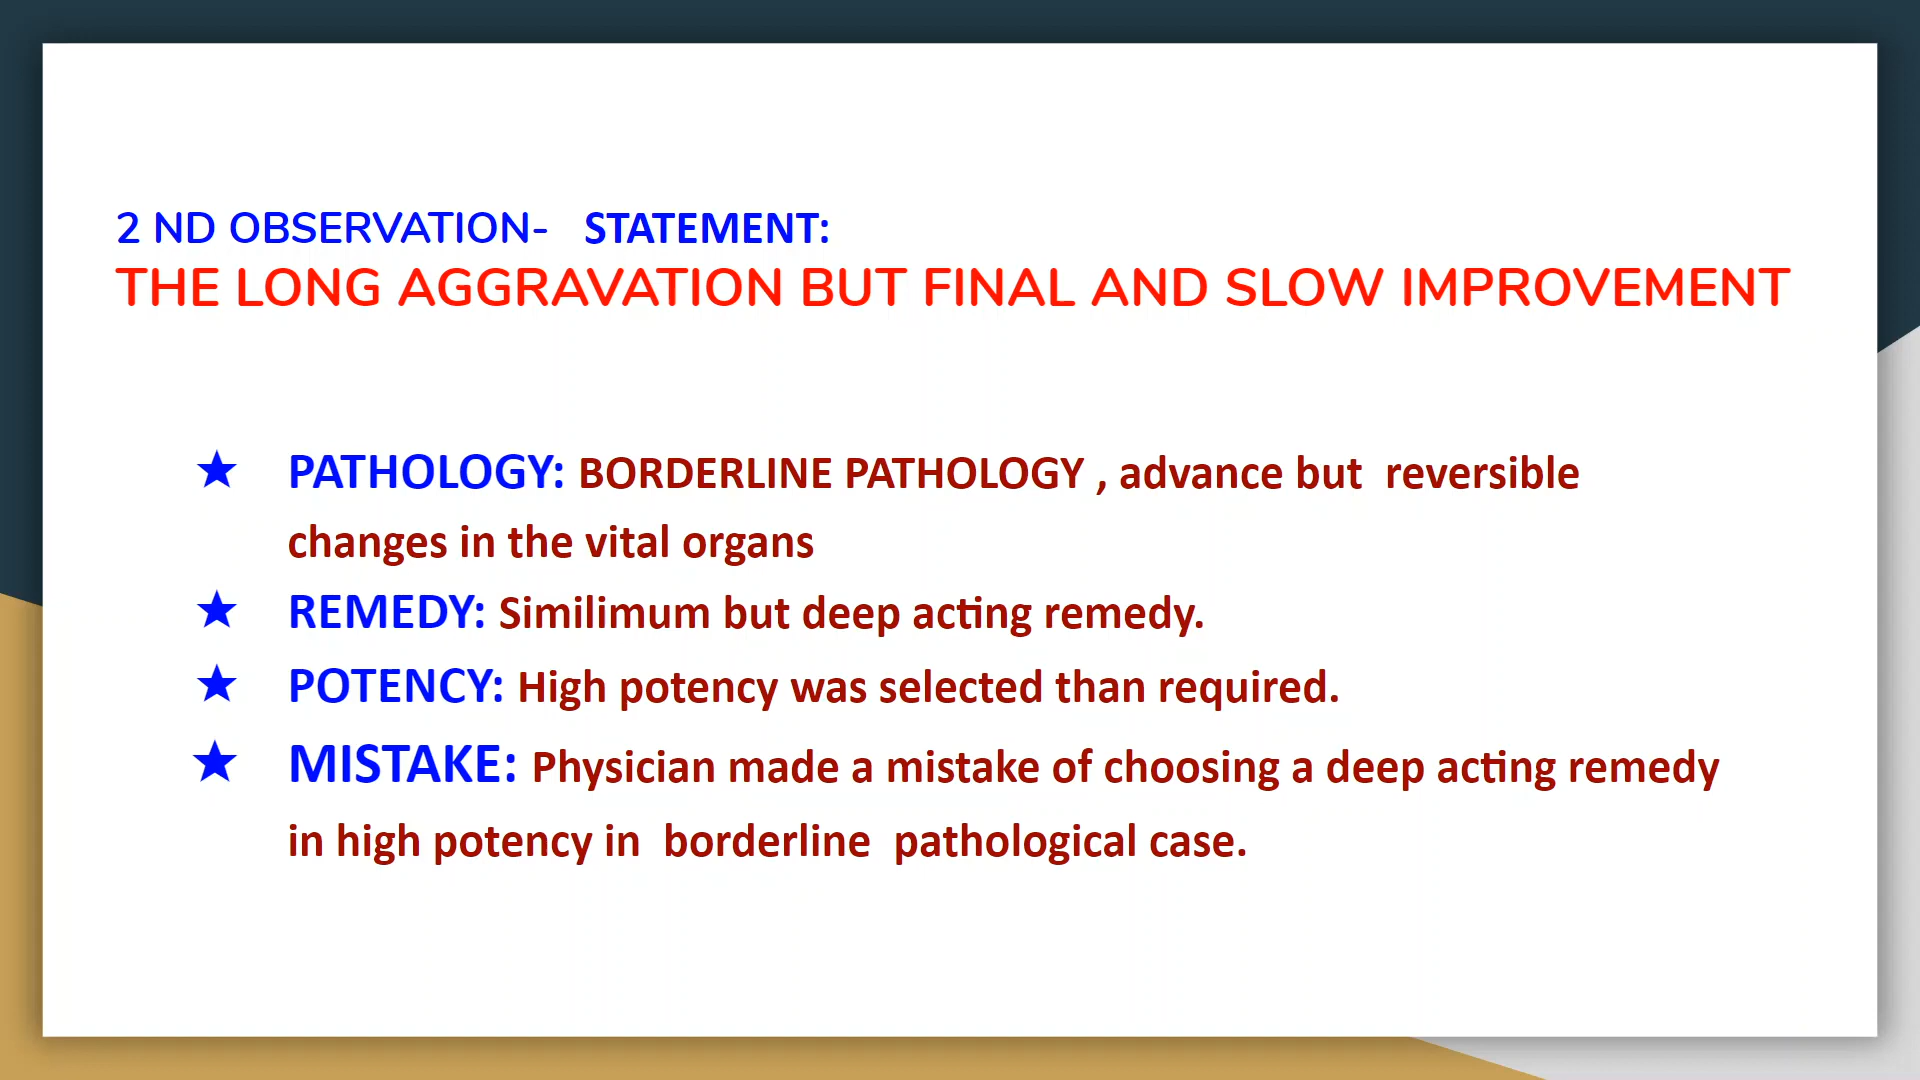 2 ND OBSERVATION- STATEMENT:
THE LONG AGGRAVATION BUT FINAL AND SLOW IMPROVEMENT
★ PATHOLOGY: BORDERLINE PATHOLOGY , advance but reversible
changes in the vital organs
★ REMEDY: Similimum but deep acting remedy.
★ POTENCY: High potency was selected than required.
★ MISTAKE: Physician made a mistake of choosing a deep acting remedy
in high potency in borderline pathological case.